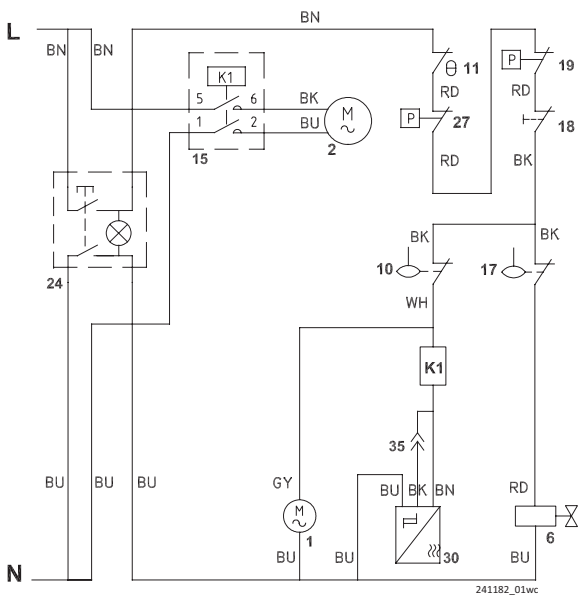 BN
L
BN
BN
K1
5
6
BK
1
2
BU
M
~
15
2
11
P
19
RD
RD
P
27
18
RD
BK
24
BK
BK
10
17
WH
K1
35
BU
BU
BU
GY
BU
BK
BN
RD
M
~
1
30
6
BU
BU
BU
N
241182_01wc